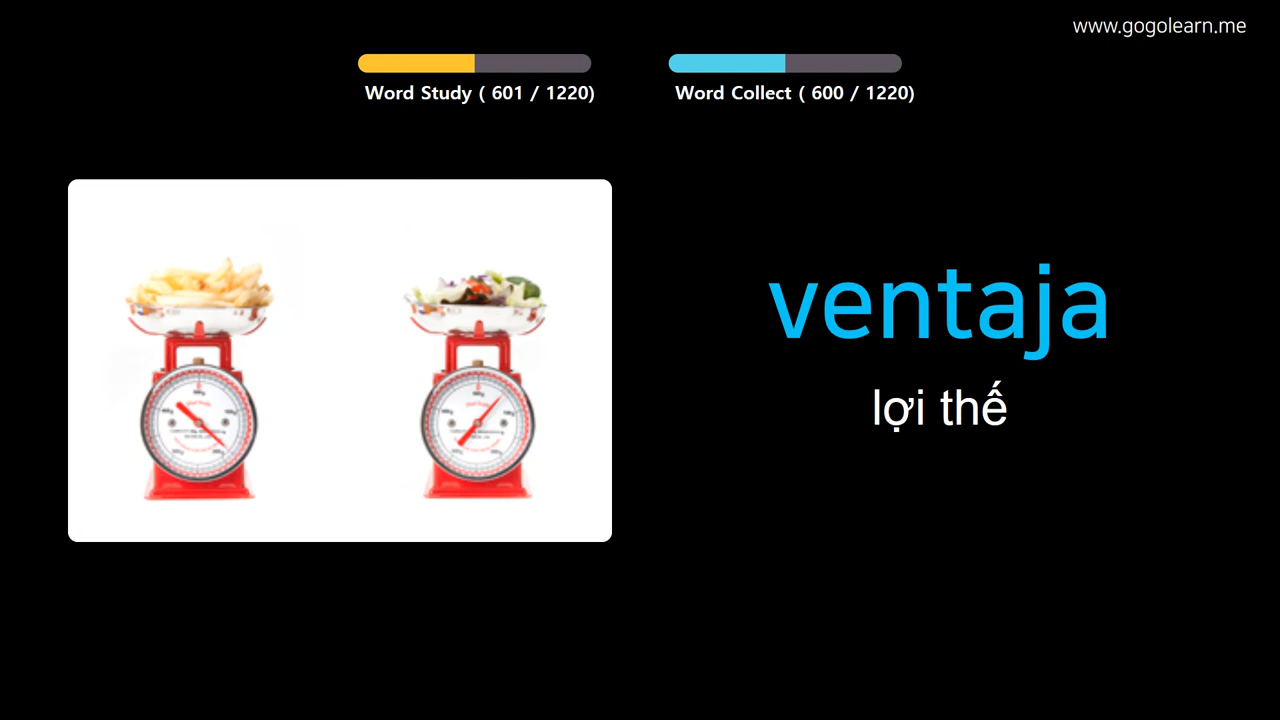 www.gogolearn.me
Word Study ( 601 / 1220)
Word Collect ( 600 / 1220)
ventaja
lợi thế